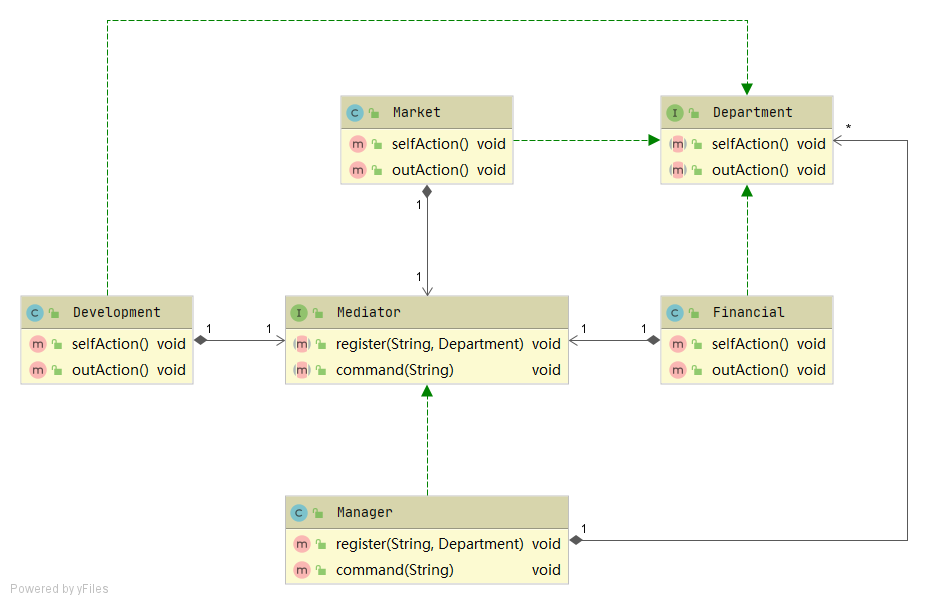 C Market
m selfAction() void
m outAction() void
I Department
m selfAction() void
m outAction() void
*
1
1
C Development
m selfAction() void
m outAction() void
1
1
I Mediator
m register(String, Department) void
m command(String) void
1
1
C Financial
m selfAction() void
m outAction() void
C Manager
m register(String, Department) void
m command(String) void
1
Powered by yFiles